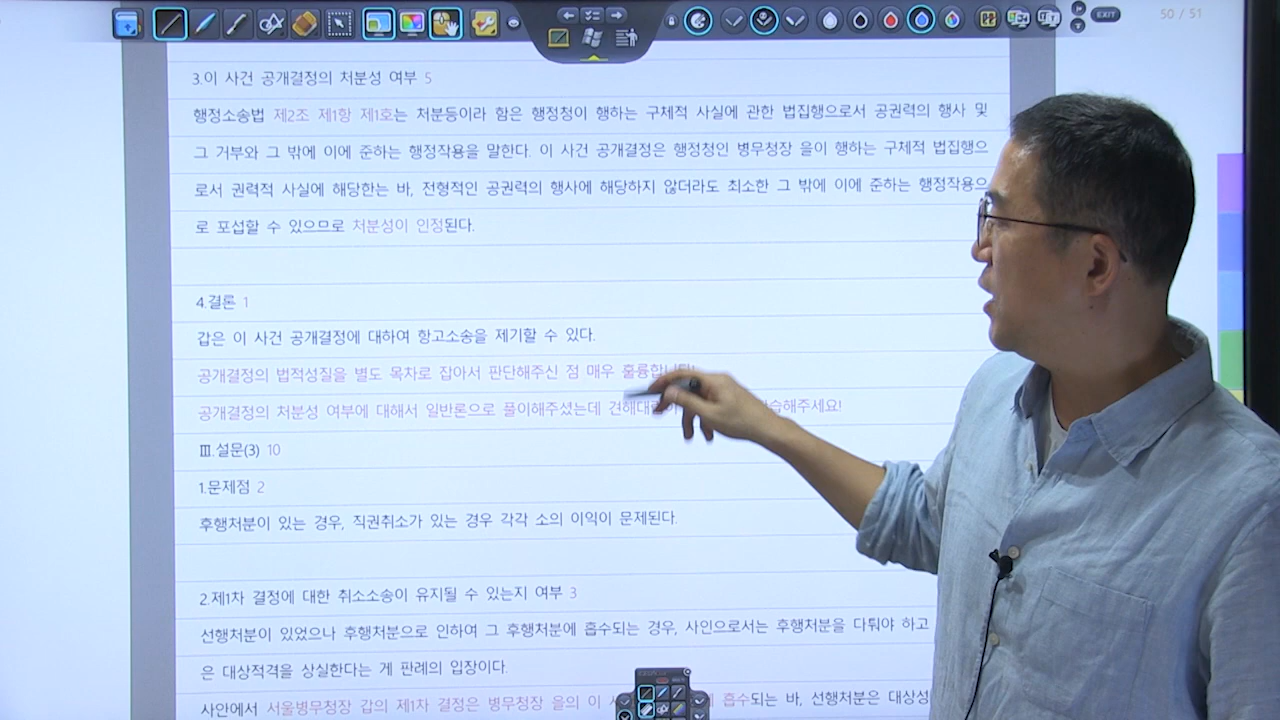 EXIT
50 / 51
3.이 사건 공개결정의 처분성 여부 5
행정소송법 제2조 제1항 제1호는 처분등이라 함은 행정청이 행하는 구체적 사실에 관한 법집행으로서 공권력의 행사 및
그 거부와 그 밖에 이에 준하는 행정작용을 말한다. 이 사건 공개결정은 행정청인 병무청장 을이 행하는 구체적 법집행으
로서 권력적 사실에 해당한는 바, 전형적인 공권력의 행사에 해당하지 않더라도 최소한 그 밖에 이에 준하는 행정작용으
로 포섭할 수 있으므로 처분성이 인정된다.
4.결론 1
갑은 이 사건 공개결정에 대하여 항고소송을 제기할 수 있다.
공개결정의 법적성질을 별도 목차로 잡아서 판단해주신 점 매우 훌륭합니다!
공개결정의 처분성 여부에 대해서 일반론으로 풀이해주셨는데 해주세요!
Ⅲ.설문(3) 10
1.문제점 2
후행처분이 있는 경우, 직권취소가 있는 경우 각각 소의 이익이 문제된다.
2.제1차 결정에 대한 취소소송이 유지될 수 있는지 여부 3
선행처분이 있었으나 후행처분으로 인하여 그 후행처분에 흡수되는 경우, 사인으로서는 후행처분을 다퉈야 하고
은 대상적격을 상실한다는 게 판례의 입장이다.
사안에서 서울병무청장 갑의 제1차 결정은 병무청장 을의 이 흡수되는 바, 선행처분은 대상성